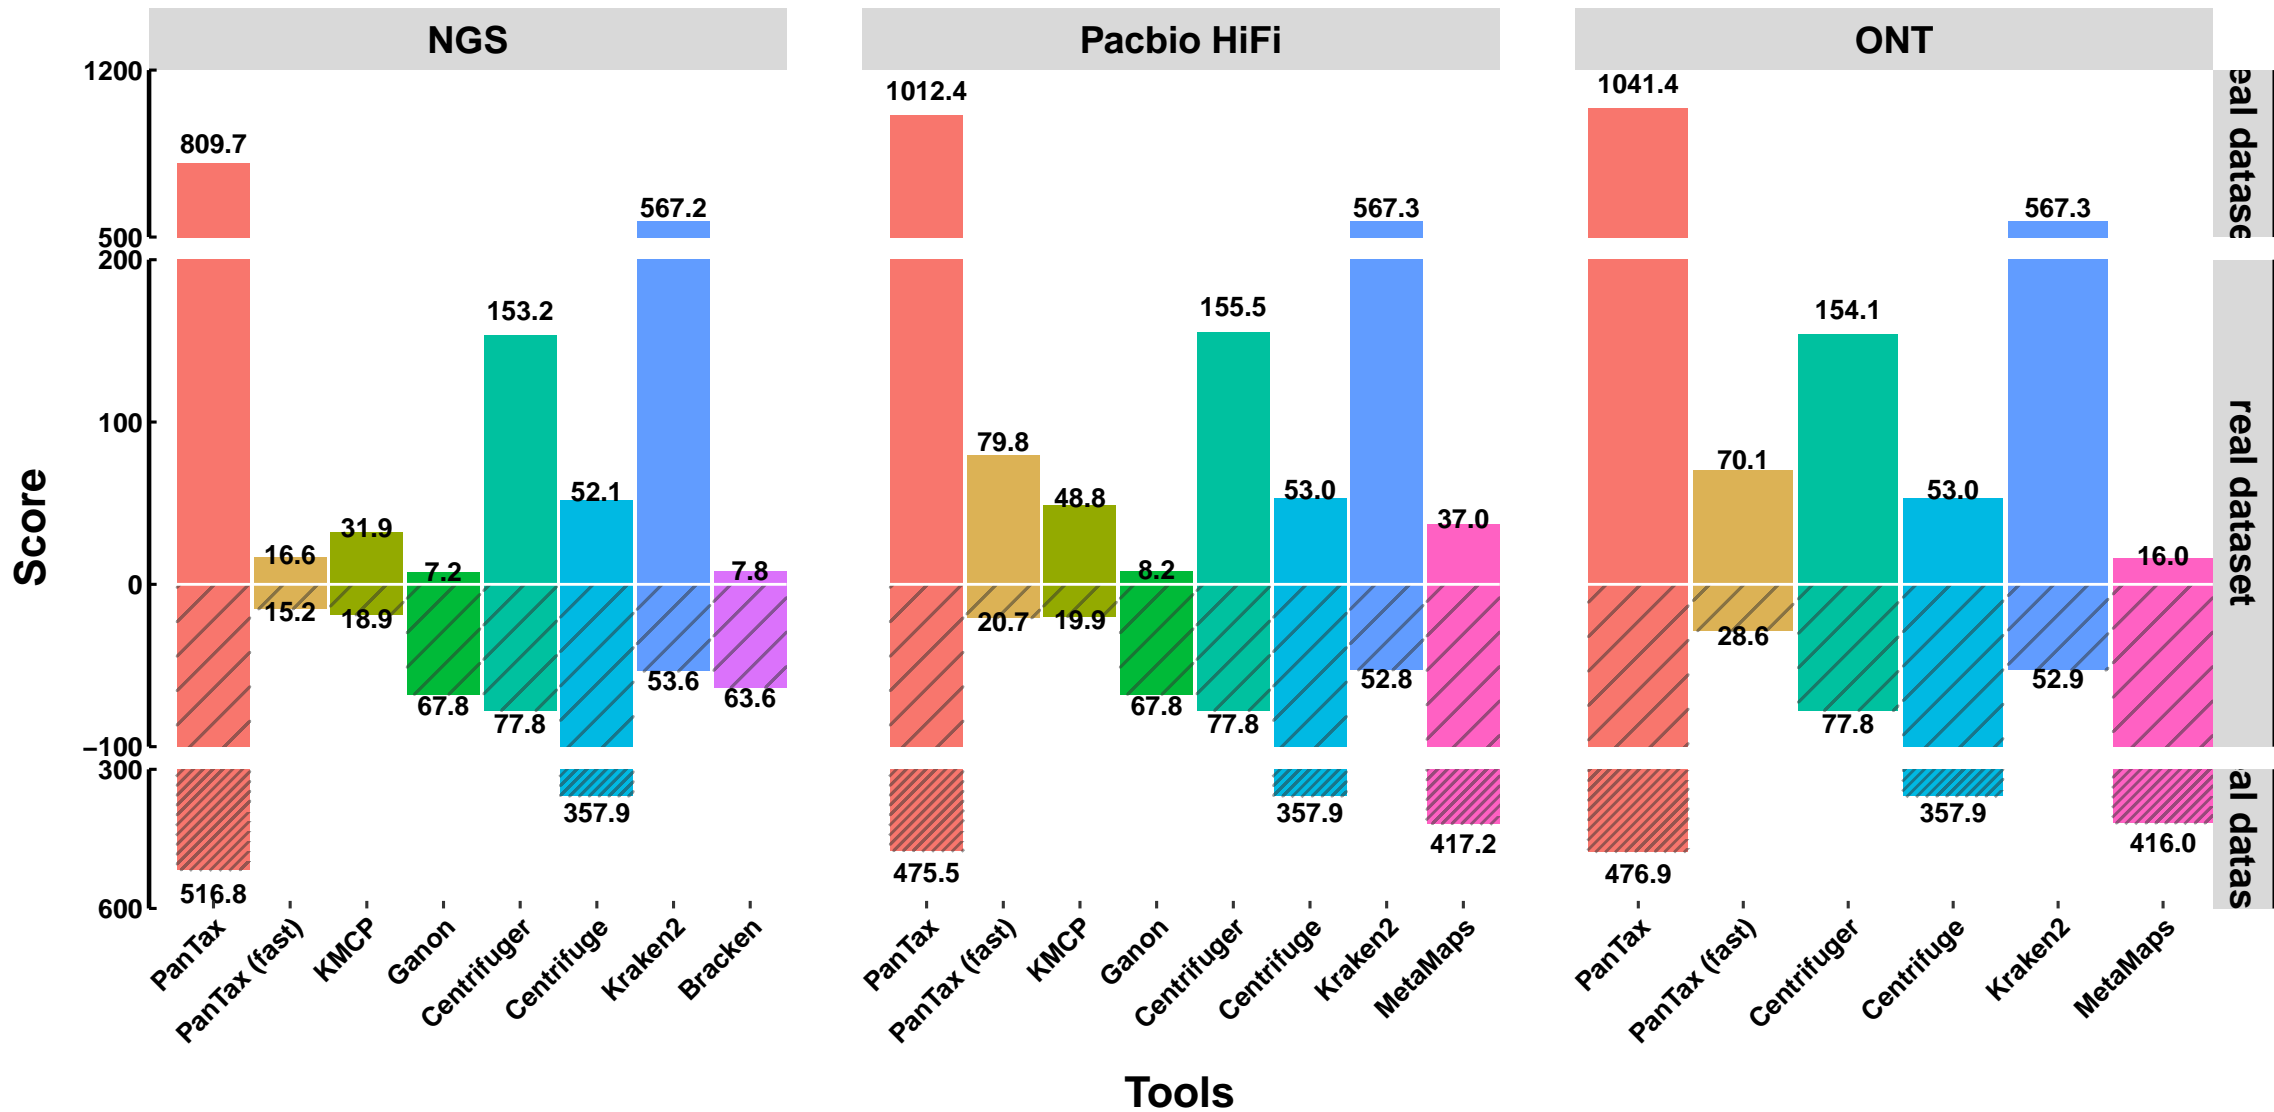 NGS
Pacbio HiFi
ONT
1200
500
200
100
0
−100
300
600
Score
809.7
16.6
31.9
7.2
153.2
52.1
567.2
7.8
516.8
15.2
18.9
67.8
77.8
357.9
53.6
63.6
1012.4
79.8
48.8
8.2
155.5
53.0
567.3
37.0
475.5
20.7
19.9
67.8
77.8
357.9
52.8
417.2
1041.4
70.1
154.1
53.0
567.3
16.0
476.9
28.6
77.8
357.9
52.9
416.0
eal datase
real dataset
al datas
PanTax
PanTax (fast)
KMCP
Ganon
Centrifuger
Centrifuge
Kraken2
Bracken
PanTax
PanTax (fast)
KMCP
Ganon
Centrifuger
Centrifuge
Kraken2
MetaMaps
PanTax
PanTax (fast)
Centrifuger
Centrifuge
Kraken2
MetaMaps
Tools